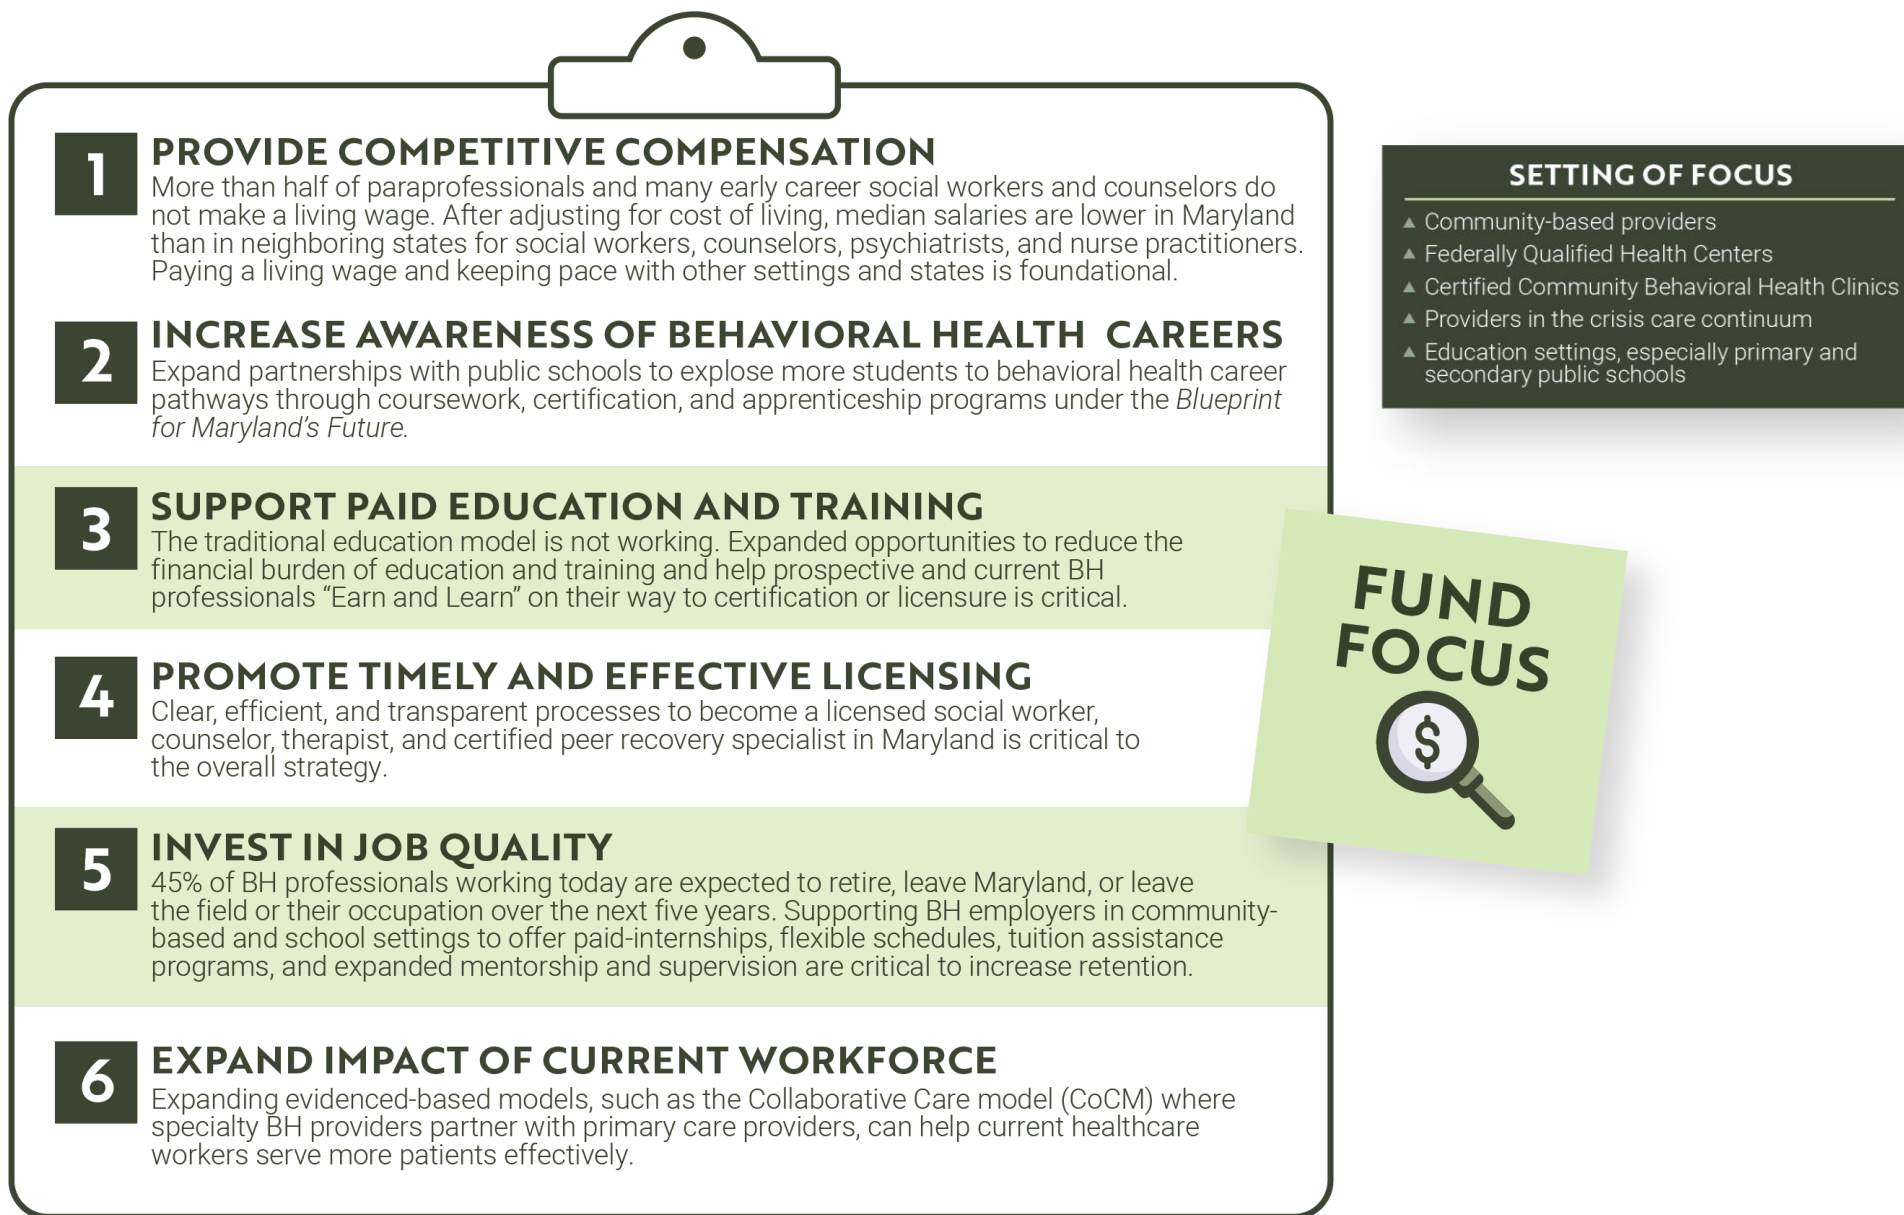 1
PROVIDE COMPETITIVE COMPENSATION
More than half of paraprofessionals and many early career social workers and counselors do
not make a living wage. After adjusting for cost of living, median salaries are lower in Maryland
than in neighboring states for social workers, counselors, psychiatrists, and nurse practitioners.
Paying a living wage and keeping pace with other settings and states is foundational.
2
INCREASE AWARENESS OF BEHAVIORAL HEALTH CAREERS
Expand partnerships with public schools to explose more students to behavioral health career
pathways through coursework, certification, and apprenticeship programs under the Blueprint
for Maryland's Future.
3
SUPPORT PAID EDUCATION AND TRAINING
The traditional education model is not working. Expanded opportunities to reduce the
financial burden of education and training and help prospective and current BH
professionals “Earn and Learn” on their way to certification or licensure is critical.
4
PROMOTE TIMELY AND EFFECTIVE LICENSING
Clear, efficient, and transparent processes to become a licensed social worker,
counselor, therapist, and certified peer recovery specialist in Maryland is critical to
the overall strategy.
5
INVEST IN JOB QUALITY
45% of BH professionals working today are expected to retire, leave Maryland, or leave
the field or their occupation over the next five years. Supporting BH employers in community-
based and school settings to offer paid-internships, flexible schedules, tuition assistance
programs, and expanded mentorship and supervision are critical to increase retention.
6
EXPAND IMPACT OF CURRENT WORKFORCE
Expanding evidenced-based models, such as the Collaborative Care model (CoCM) where
specialty BH providers partner with primary care providers, can help current healthcare
workers serve more patients effectively.
SETTING OF FOCUS
Community-based providers
Federally Qualified Health Centers
Certified Community Behavioral Health Clinics
Providers in the crisis care continuum
Education settings, especially primary and
secondary public schools
FUND
FOCUS
$